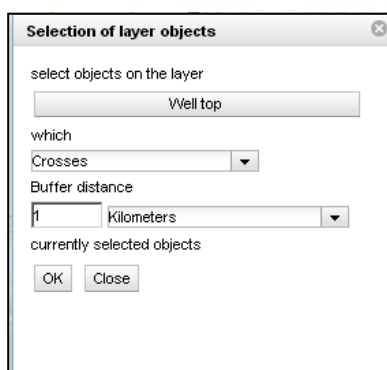 Selection of layer objects
select objects on the layer
Well top
which
Crosses
Buffer distance
1 Kilometers
currently selected objects
OK Close